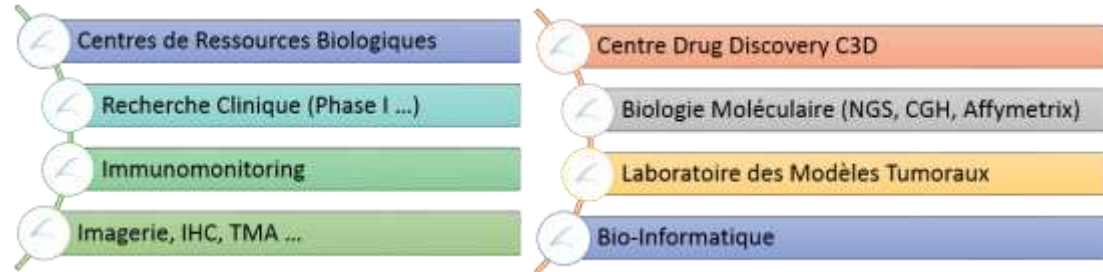 Centres de Ressources Biologiques
Recherche Clinique (Phase I ...)
Immunomonitoring
Imagerie, IHC, TMA ...
Centre Drug Discovery C3D
Biologie Moléculaire (NGS, CGH, Affymetrix)
Laboratoire des Modèles Tumoraux
Bio-Informatique